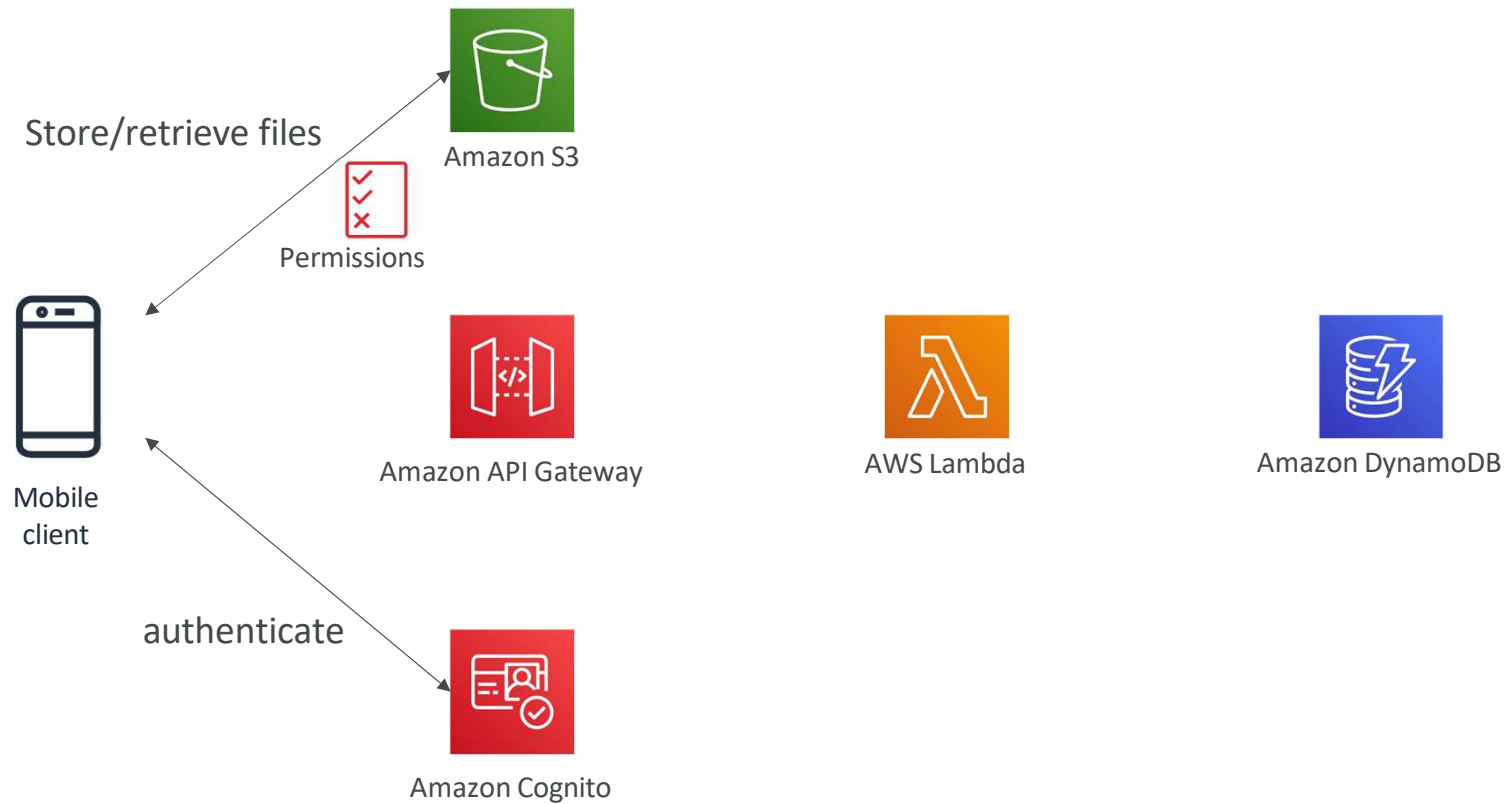 Store/retrieve files
Amazon S3
Permissions
</>
Mobile
client
Amazon API Gateway
AWS Lambda
Amazon DynamoDB
authenticate
Amazon Cognito